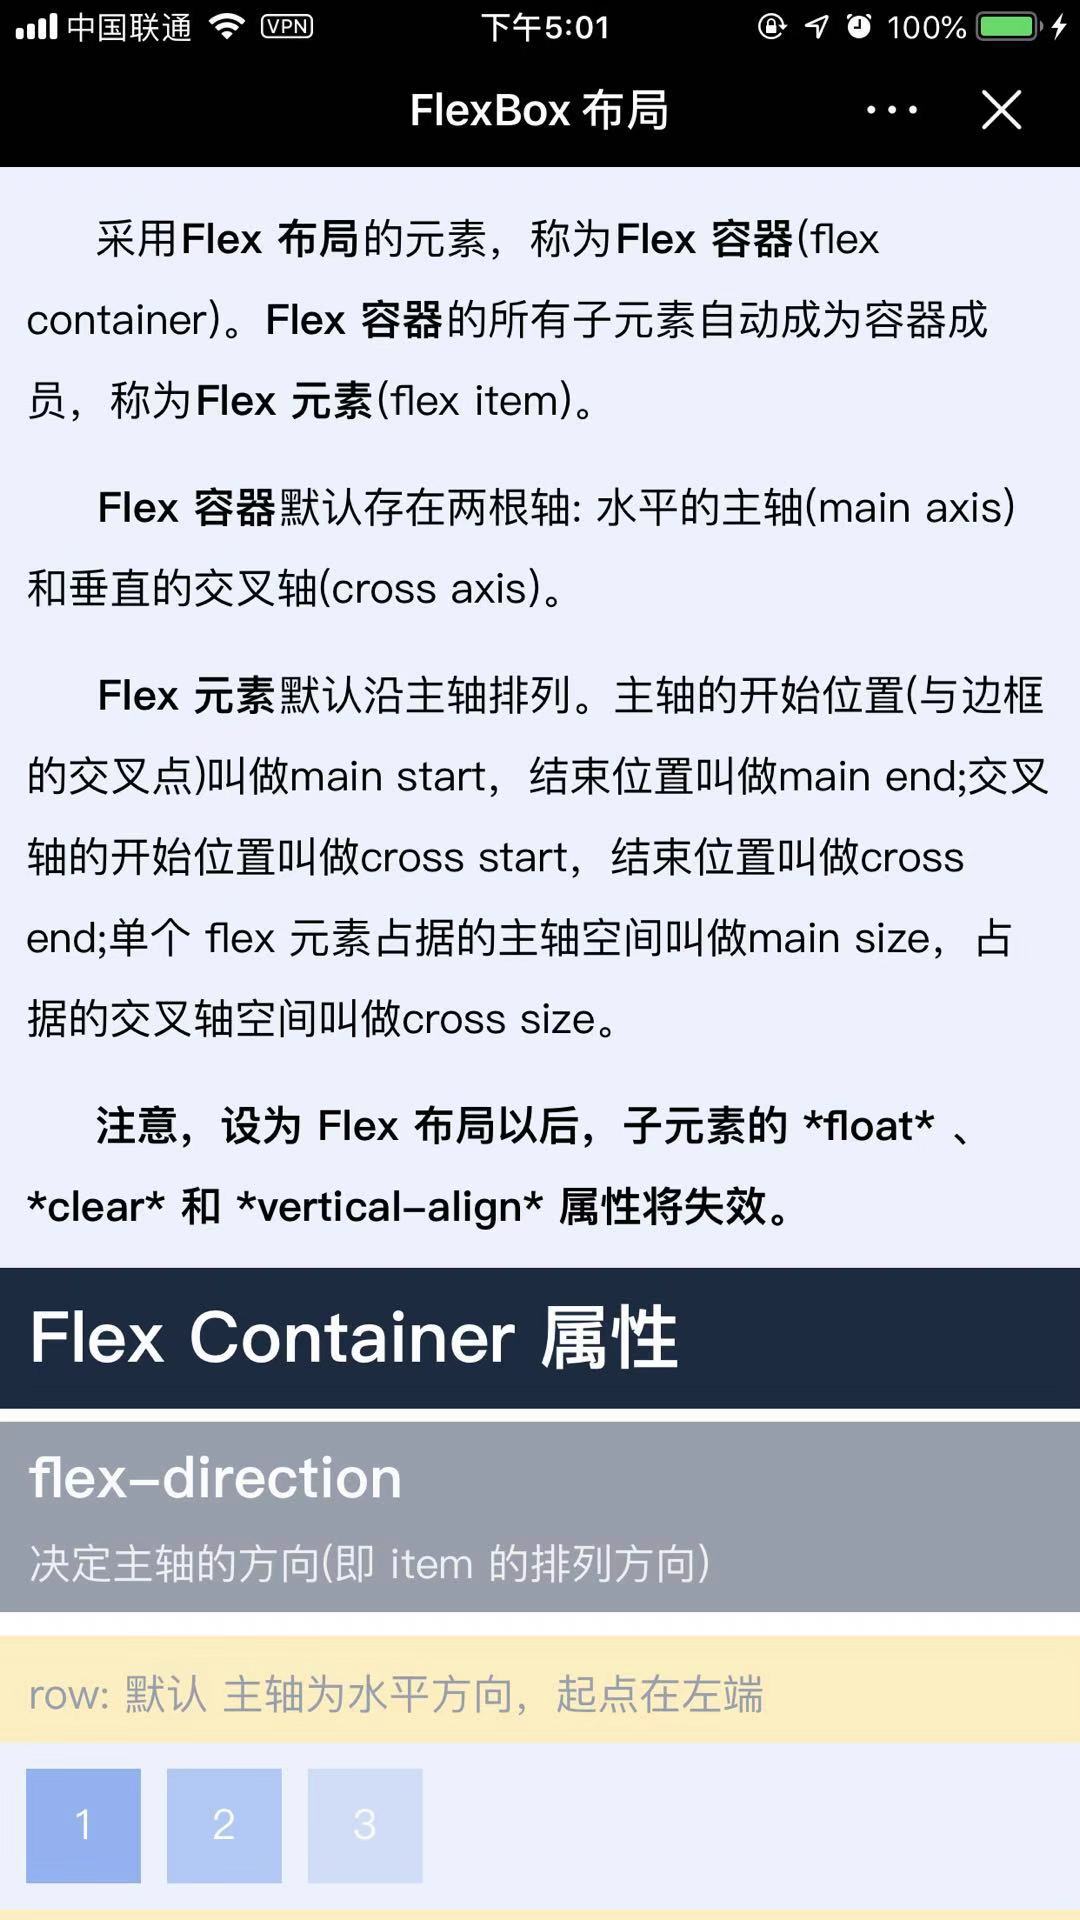 中国联通 VPN 下午5:01 100%
FlexBox 布局
采用Flex 布局的元素，称为Flex 容器(flex
container)。Flex 容器的所有子元素自动成为容器成
员，称为Flex 元素(flex item)。
Flex 容器默认存在两根轴: 水平的主轴(main axis)
和垂直的交叉轴(cross axis)。
Flex 元素默认沿主轴排列。主轴的开始位置(与边框
的交叉点)叫做main start，结束位置叫做main end;交叉
轴的开始位置叫做cross start，结束位置叫做cross
end;单个 flex 元素占据的主轴空间叫做main size，占
据的交叉轴空间叫做cross size。
注意，设为 Flex 布局以后，子元素的 *float* 、
*clear* 和 *vertical-align* 属性将失效。
Flex Container 属性
flex-direction
决定主轴的方向(即 item 的排列方向)
row: 默认 主轴为水平方向，起点在左端
1 2 3